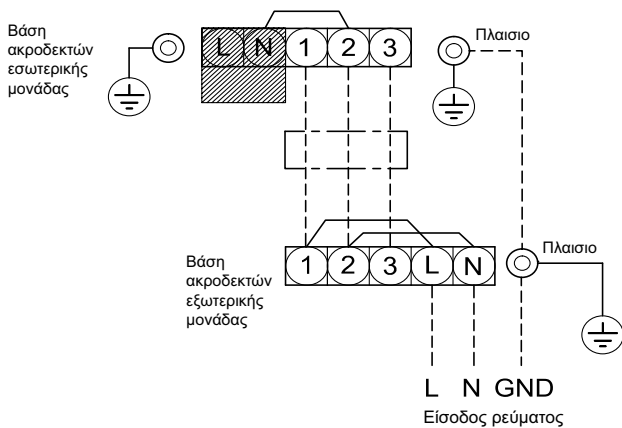 Βάση
ακροδεκτών
εσωτερικής
μονάδας
L N 1 2 3
Πλαισιο
Βάση
ακροδεκτών
εξωτερικής
μονάδας
1 2 3 L N
Πλαισιο
L N GND
Είσοδος ρεύματος